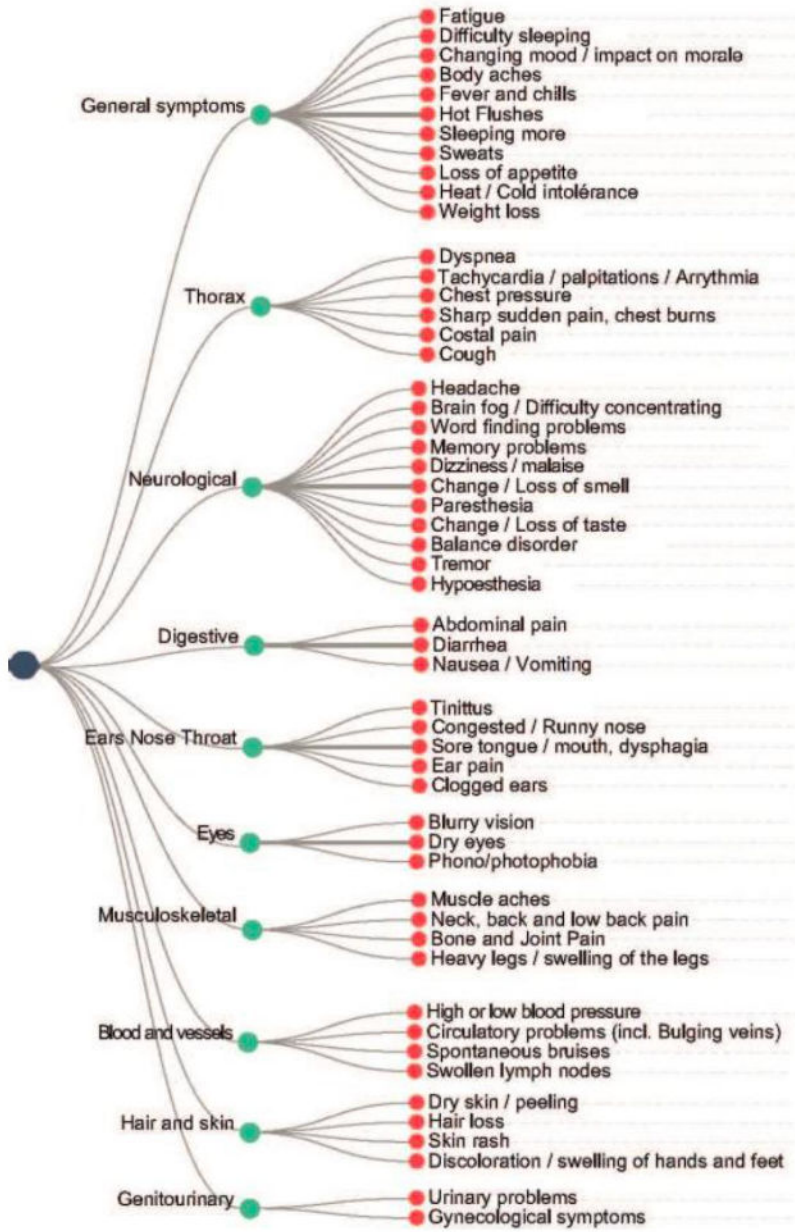 General symptoms
Fatigue
Difficulty sleeping
Changing mood / impact on morale
Body aches
Fever and chills
Hot Flushes
Sleeping more
Sweats
Loss of appetite
Heat / Cold intolérance
Weight loss
Thorax
Dyspnea
Tachycardia / palpitations / Arrythmia
Chest pressure
Sharp sudden pain, chest burns
Costal pain
Cough
Neurological
Headache
Brain fog / Difficulty concentrating
Word finding problems
Memory problems
Dizziness / malaise
Change / Loss of smell
Paresthesia
Change / Loss of taste
Balance disorder
Tremor
Hypoesthesia
Digestive
Abdominal pain
Diarrhea
Nausea / Vomiting
Ears Nose Throat
Tinittus
Congested / Runny nose
Sore tongue / mouth, dysphagia
Ear pain
Clogged ears
Eyes
Blurry vision
Dry eyes
Phono/photophobia
Musculoskeletal
Muscle aches
Neck, back and low back pain
Bone and Joint Pain
Heavy legs / swelling of the legs
Blood and vessels
High or low blood pressure
Circulatory problems (incl. Bulging veins)
Spontaneous bruises
Swollen lymph nodes
Hair and skin
Dry skin / peeling
Hair loss
Skin rash
Discoloration / swelling of hands and feet
Genitourinary
Urinary problems
Gynecological symptoms